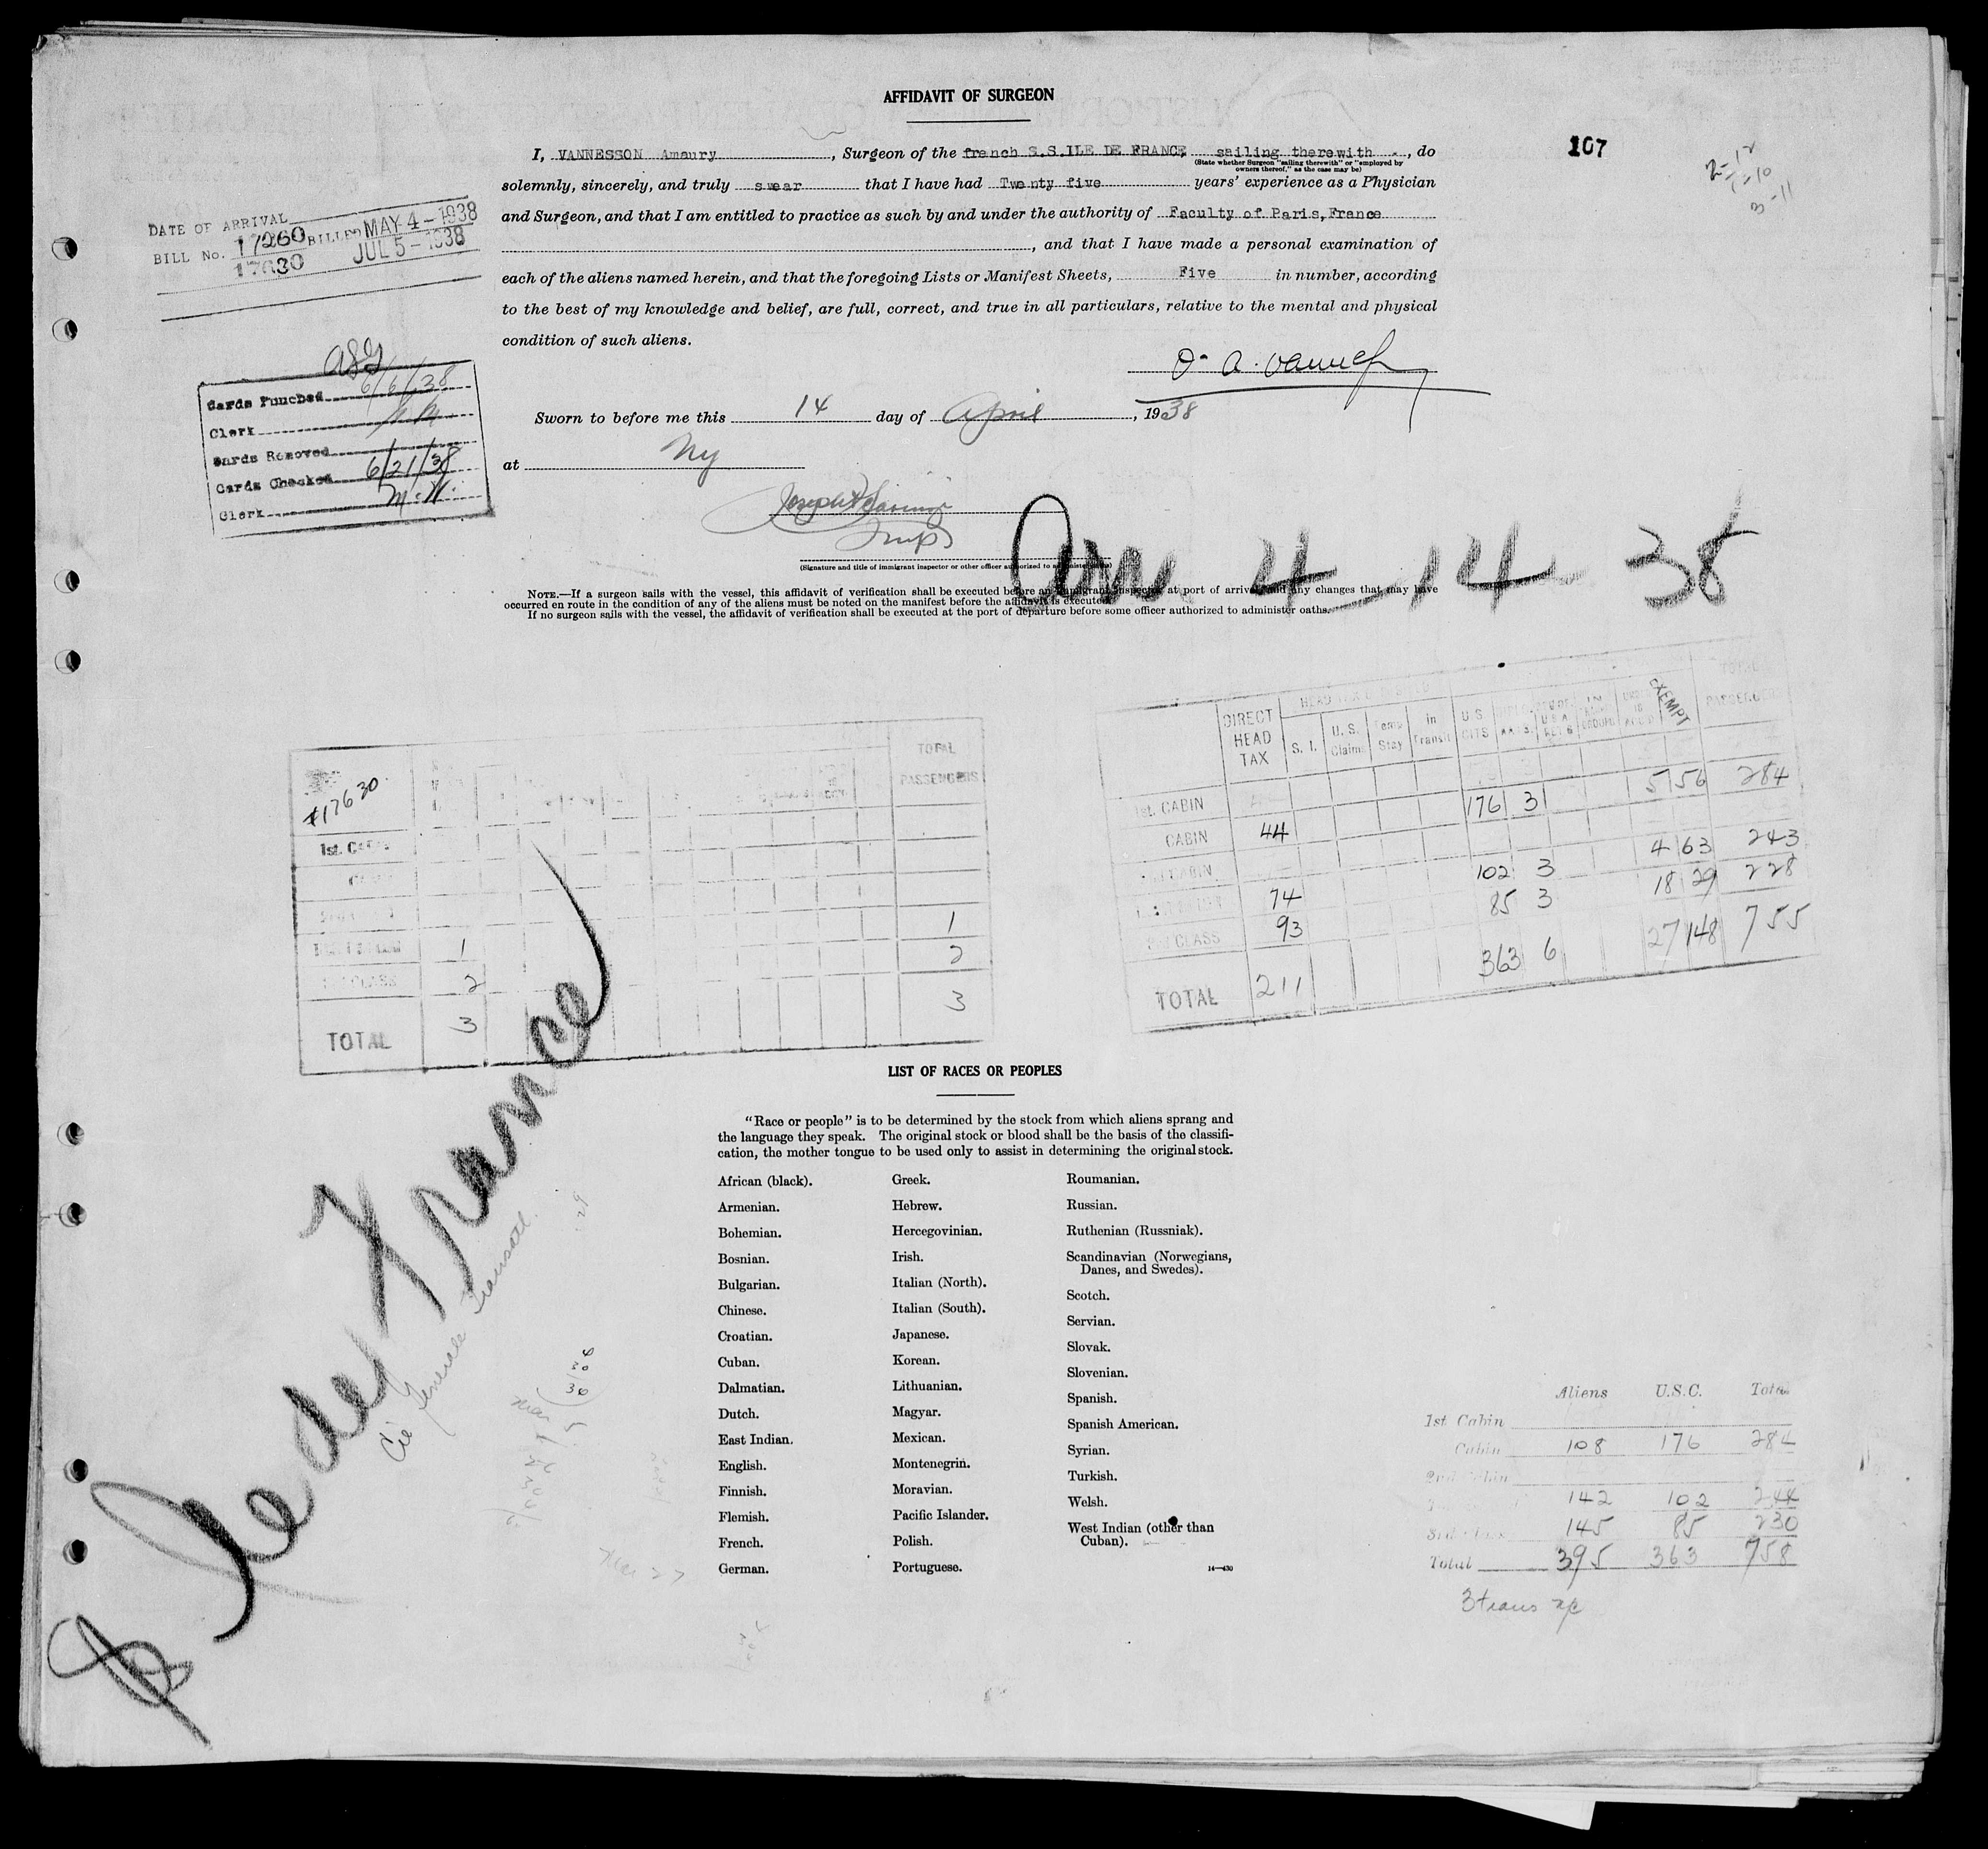 AFFIDAVIT OF SURGEON
107
2-12
1-10
3-11
I, VANNESSON Amaury, Surgeon of the french S.S.ILE DE FRANCE sailing therewith, do
(State whether Surgeon "sailing therewith" or "employed by
owners thereof," as the case may be)
solemnly, sincerely, and truly swear that I have had Twenty five years' experience as a Physician
and Surgeon, and that I am entitled to practice as such by and under the authority of Faculty of Paris, France
, and that I have made a personal examination of
each of the aliens named herein, and that the foregoing Lists or Manifest Sheets, Five in number, according
to the best of my knowledge and belief, are full, correct, and true in all particulars, relative to the mental and physical
condition of such aliens.
DATE OF ARRIVAL
BILL No. 17260 BILLED MAY 4-1938
17630 JUL 5-1938
Cards Punched 6/6/38
Clerk
Cards Removed
Cards Checked 6/21/38
Clerk M.W.
Sworn to before me this 14 day of April, 1938
at Ny
(Signature and title of immigrant inspector or other officer authorized to administer oaths)
Arr. 4-14 38
NOTE.—If a surgeon sails with the vessel, this affidavit of verification shall be executed before an immigrant inspector at port of arrival, and any changes that may have
occurred en route in the condition of any of the aliens must be noted on the manifest before the affidavit is executed.
If no surgeon sails with the vessel, the affidavit of verification shall be executed at the port of departure before some officer authorized to administer oaths.
#17630 TOTAL PASSENGERS
1st. CABIN
1 1
2 2
TOTAL 3 3
DIRECT HEAD TAX S. I. U. S. Claims Temp Stay In Transit U.S. CITS EXEMPT PASSENGERS
1st. CABIN
CABIN 44 176 3 5 56 284
74 102 3 4 63 243
CLASS 93 85 3 18 29 228
TOTAL 211 363 6 27 148 755
LIST OF RACES OR PEOPLES
"Race or people" is to be determined by the stock from which aliens sprang and
the language they speak. The original stock or blood shall be the basis of the classifi-
cation, the mother tongue to be used only to assist in determining the original stock.
African (black).
Armenian.
Bohemian.
Bosnian.
Bulgarian.
Chinese.
Croatian.
Cuban.
Dalmatian.
Dutch.
East Indian.
English.
Finnish.
Flemish.
French.
German.
Greek.
Hebrew.
Hercegovinian.
Irish.
Italian (North).
Italian (South).
Japanese.
Korean.
Lithuanian.
Magyar.
Mexican.
Montenegrin.
Moravian.
Pacific Islander.
Polish.
Portuguese.
Roumanian.
Russian.
Ruthenian (Russniak).
Scandinavian (Norwegians,
Danes, and Swedes).
Scotch.
Servian.
Slovak.
Slovenian.
Spanish.
Spanish American.
Syrian.
Turkish.
Welsh.
West Indian (other than
Cuban).
14—430
Ile de France
Cie Generale Transatl.
Aliens U.S.C. Total
1st Cabin
Cabin 108 176 284
2nd Cabin
142 102 244
3rd Class 145 85 230
Total 395 363 758
3 trans